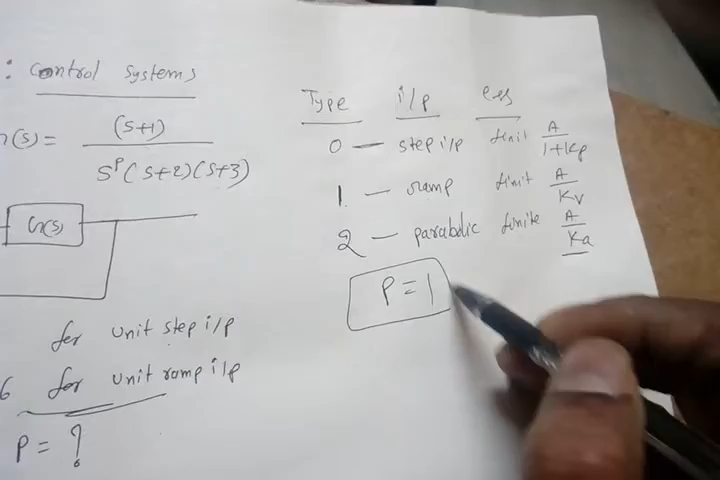 : control systems
G(s) = (s+1)
s^p (s+2)(s+3)
G(s)
for unit step i/p
6 for unit ramp i/p
P = ?
Type i/p ess
0 — step i/p finit A/1+Kp
1. — ramp finit A/Kv
2 — parabolic finite A/Ka
P = 1